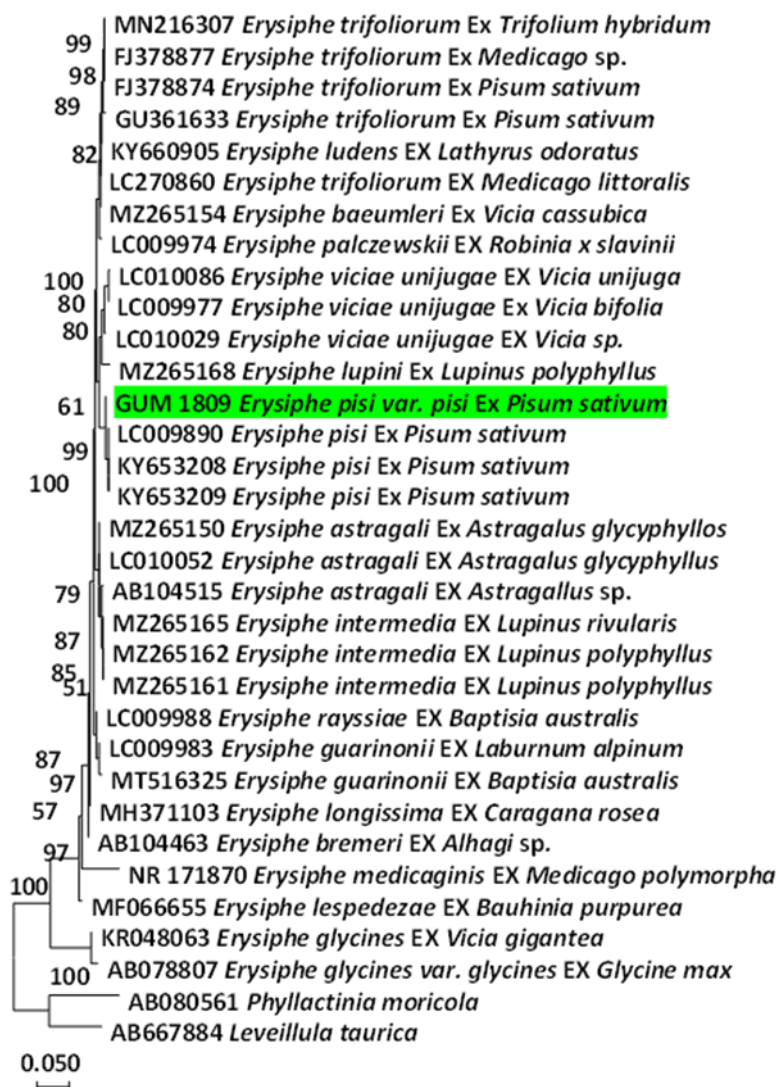 MN216307 Erysiphe trifoliorum Ex Trifolium hybridum
99
FJ378877 Erysiphe trifoliorum Ex Medicago sp.
98
FJ378874 Erysiphe trifoliorum Ex Pisum sativum
89
GU361633 Erysiphe trifoliorum Ex Pisum sativum
82
KY660905 Erysiphe ludens EX Lathyrus odoratus
LC270860 Erysiphe trifoliorum EX Medicago littoralis
MZ265154 Erysiphe baeumleri Ex Vicia cassubica
LC009974 Erysiphe palczewskii EX Robinia x slavinii
100
LC010086 Erysiphe viciae unijugae EX Vicia unijuga
80
LC009977 Erysiphe viciae unijugae Ex Vicia bifolia
80
LC010029 Erysiphe viciae unijugae EX Vicia sp.
MZ265168 Erysiphe lupini Ex Lupinus polyphyllus
61
GUM 1809 Erysiphe pisi var. pisi Ex Pisum sativum
LC009890 Erysiphe pisi Ex Pisum sativum
99
KY653208 Erysiphe pisi Ex Pisum sativum
100
KY653209 Erysiphe pisi Ex Pisum sativum
MZ265150 Erysiphe astragali Ex Astragalus glycyphyllos
LC010052 Erysiphe astragali EX Astragalus glycyphyllus
79
AB104515 Erysiphe astragali EX Astragallus sp.
MZ265165 Erysiphe intermedia EX Lupinus rivularis
87
MZ265162 Erysiphe intermedia EX Lupinus polyphyllus
85
51
MZ265161 Erysiphe intermedia EX Lupinus polyphyllus
LC009988 Erysiphe rayssiae EX Baptisia australis
87
LC009983 Erysiphe guarinonii EX Laburnum alpinum
97
MT516325 Erysiphe guarinonii EX Baptisia australis
57
MH371103 Erysiphe longissima EX Caragana rosea
AB104463 Erysiphe bremeri EX Alhagi sp.
97
NR 171870 Erysiphe medicaginis EX Medicago polymorpha
100
MF066655 Erysiphe lespedezae EX Bauhinia purpurea
KR048063 Erysiphe glycines EX Vicia gigantea
AB078807 Erysiphe glycines var. glycines EX Glycine max
100
AB080561 Phyllactinia moricola
AB667884 Leveillula taurica
0.050